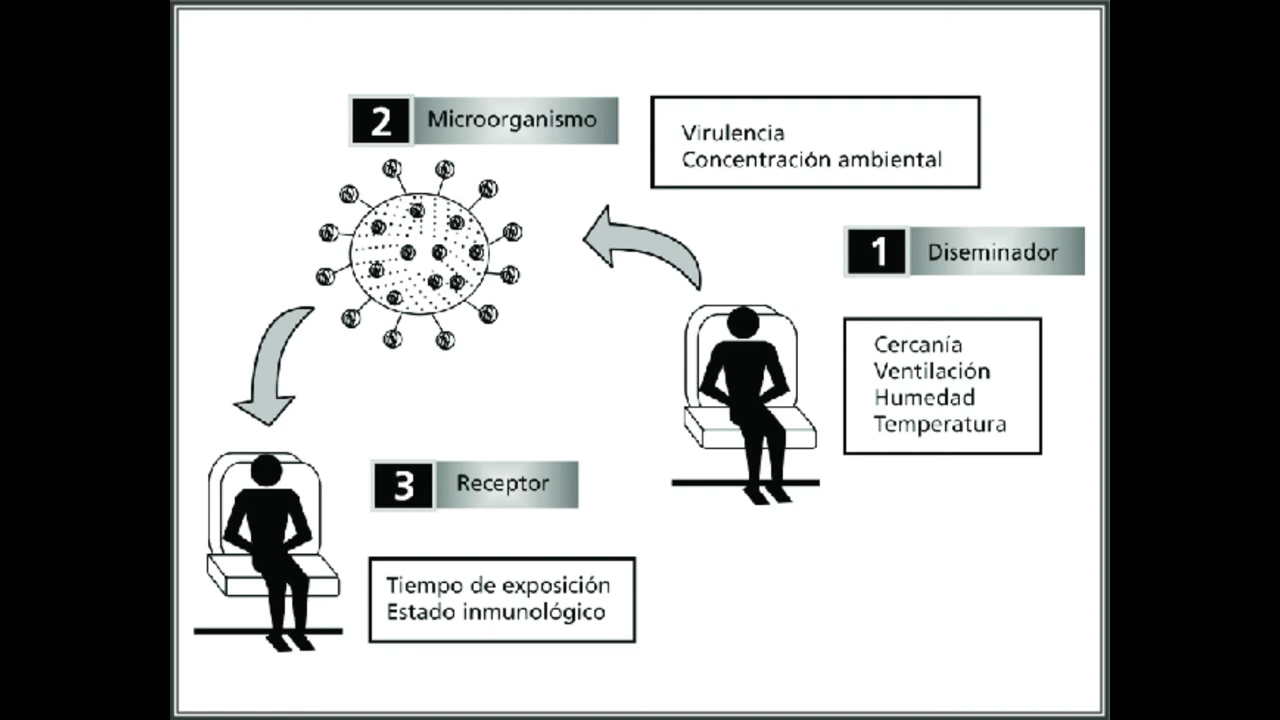 2 Microorganismo
Virulencia
Concentración ambiental
1 Diseminador
Cercanía
Ventilación
Humedad
Temperatura
3 Receptor
Tiempo de exposición
Estado inmunológico